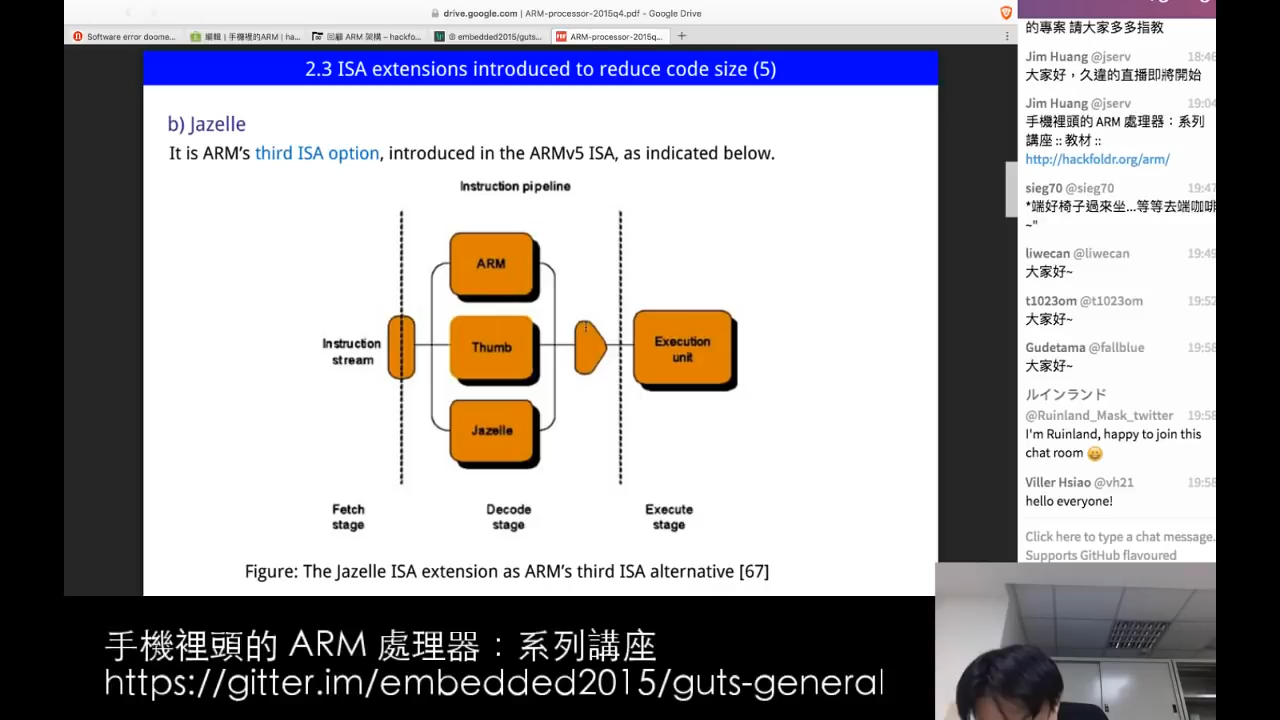 drive.google.com | ARM-processor-2015q4.pdf - Google Drive
Software error doome...
編輯 | 手機裡的ARM | ha...
回顧 ARM 架構 – hackfo...
@ embedded2015/guts...
ARM-processor-2015q...
2.3 ISA extensions introduced to reduce code size (5)
b) Jazelle
It is ARM's third ISA option, introduced in the ARMv5 ISA, as indicated below.
Instruction pipeline
ARM
Instruction
stream
Thumb
Execution
unit
Jazelle
Fetch
stage
Decode
stage
Execute
stage
Figure: The Jazelle ISA extension as ARM's third ISA alternative [67]
的專案 請大家多多指教
Jim Huang @jserv 18:46
大家好，久違的直播即將開始
Jim Huang @jserv 19:04
手機裡頭的 ARM 處理器：系列
講座 :: 教材 ::
http://hackfoldr.org/arm/
sieg70 @sieg70 19:47
*端好椅子過來坐...等等去端咖啡
~"
liwecan @liwecan 19:49
大家好~
t1023om @t1023om 19:52
大家好~
Gudetama @fallblue 19:58
大家好~
ルインランド
@Ruinland_Mask_twitter 19:58
I'm Ruinland, happy to join this
chat room
Viller Hsiao @vh21 19:58
hello everyone!
Click here to type a chat message.
Supports GitHub flavoured
手機裡頭的 ARM 處理器：系列講座
https://gitter.im/embedded2015/guts-general